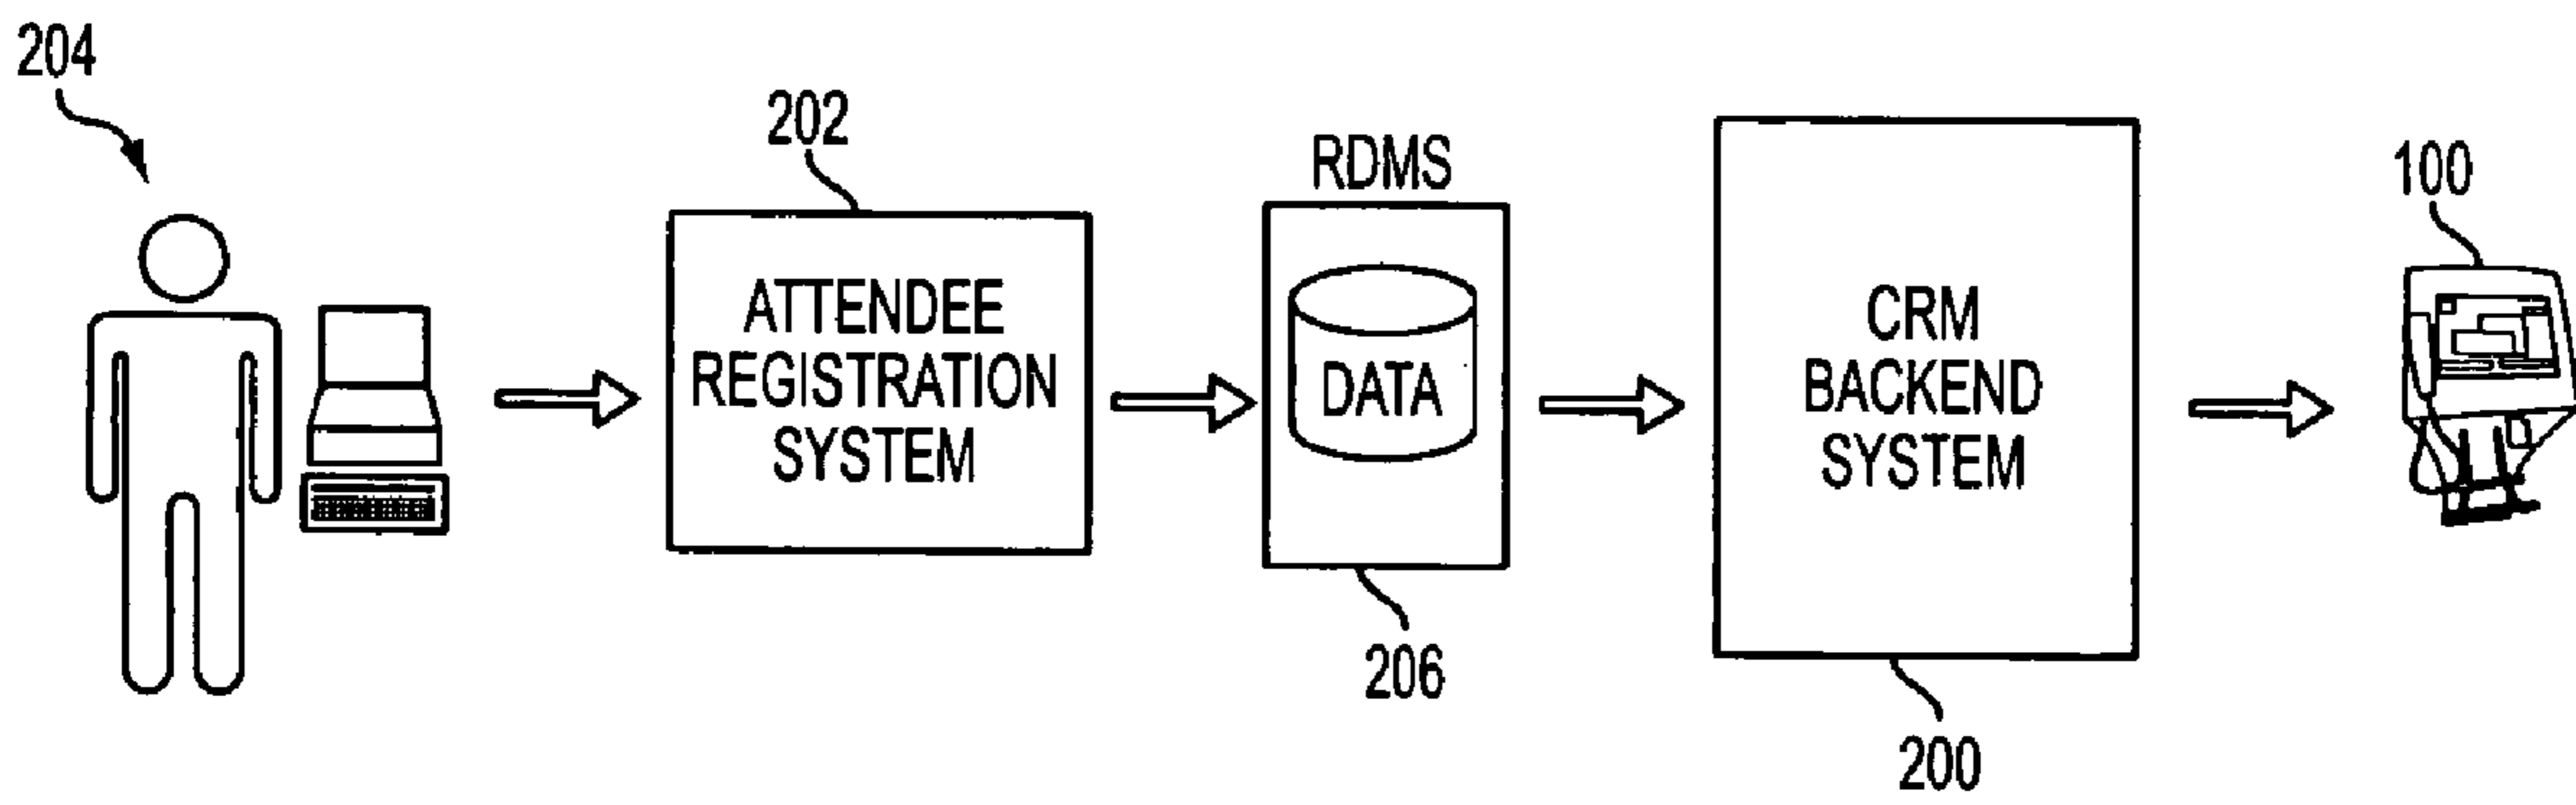 204
202
ATTENDEE
REGISTRATION
SYSTEM
RDMS
DATA
206
CRM
BACKEND
SYSTEM
200
100